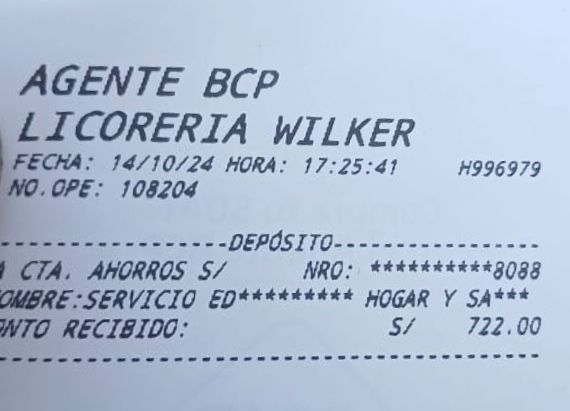 AGENTE BCP
LICORERIA WILKER
FECHA: 14/10/24 HORA: 17:25:41 H996979
NO.OPE: 108204
-----------------DEPÓSITO-----------------
A CTA. AHORROS S/ NRO: **********8088
OMBRE:SERVICIO ED********* HOGAR Y SA***
ONTO RECIBIDO: S/ 722.00